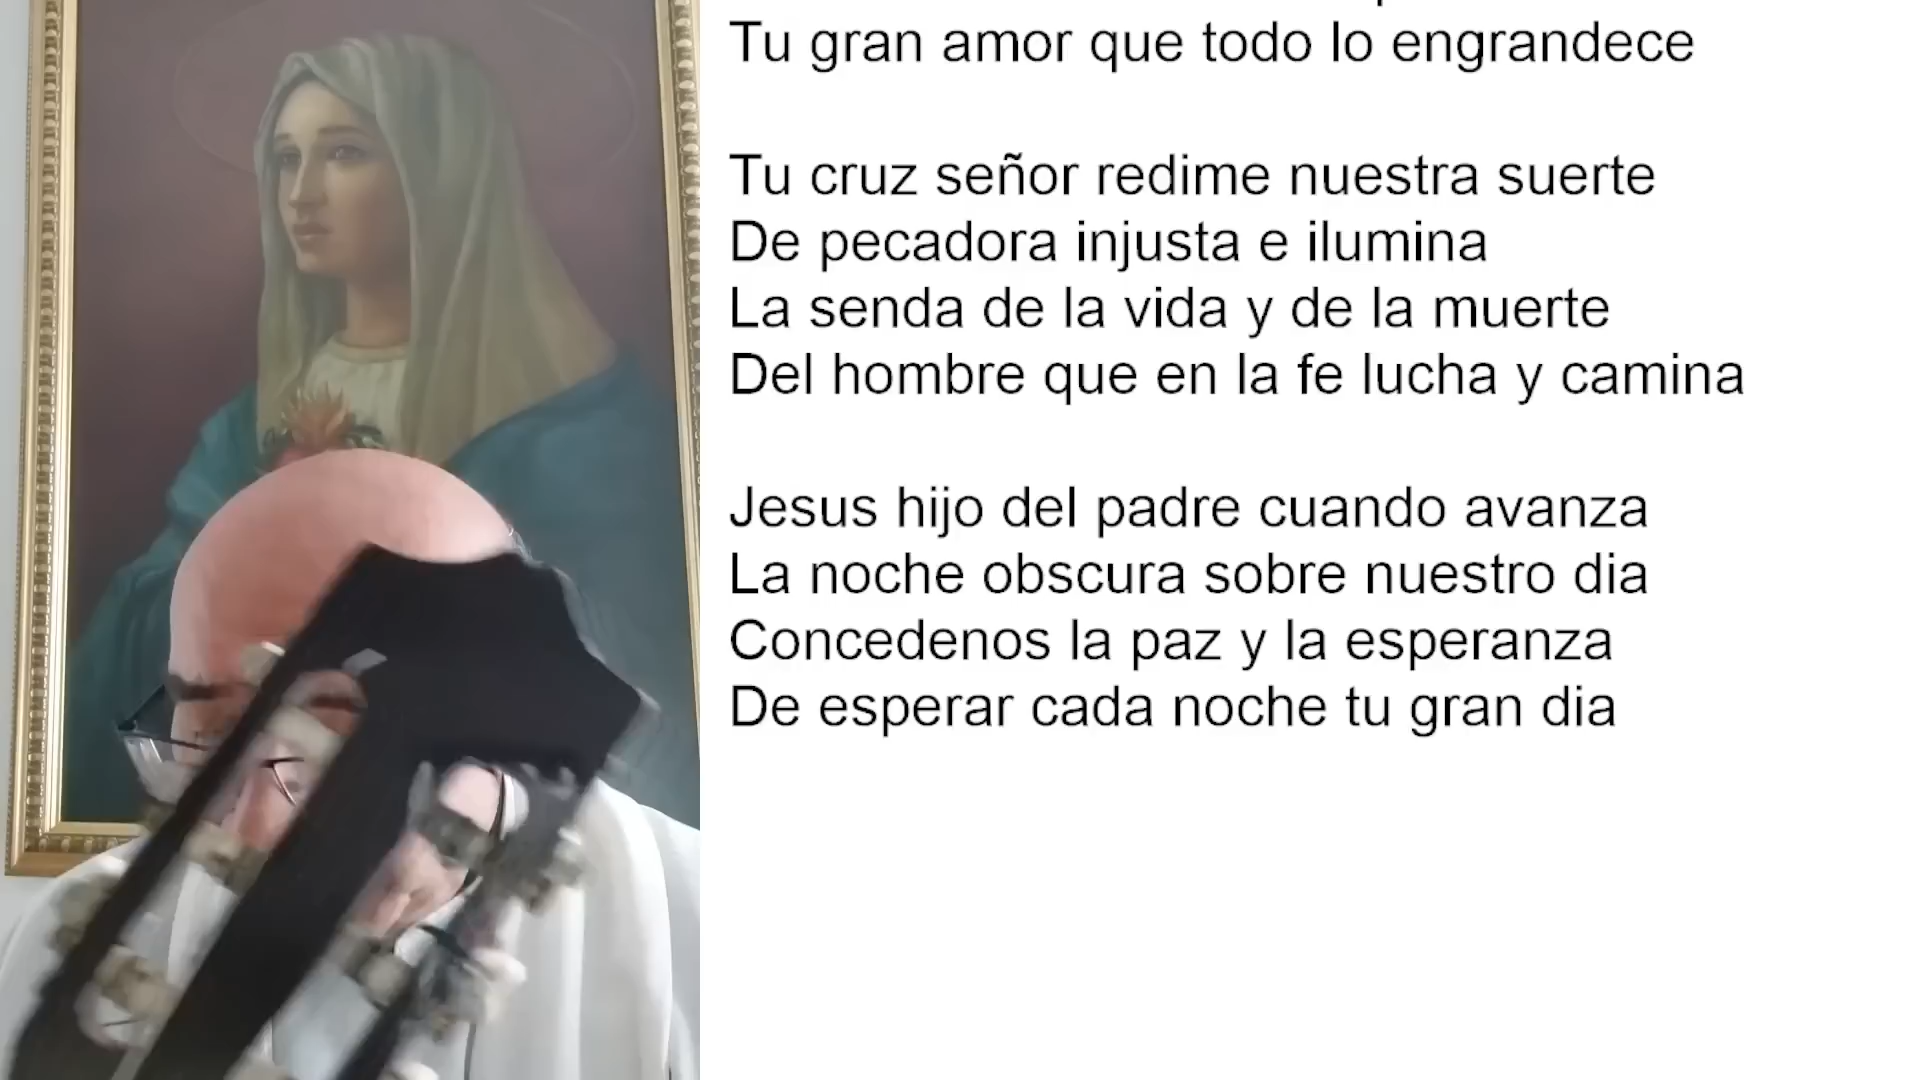 Tu gran amor que todo lo engrandece
Tu cruz señor redime nuestra suerte
De pecadora injusta e ilumina
La senda de la vida y de la muerte
Del hombre que en la fe lucha y camina
Jesus hijo del padre cuando avanza
La noche obscura sobre nuestro dia
Concedenos la paz y la esperanza
De esperar cada noche tu gran dia